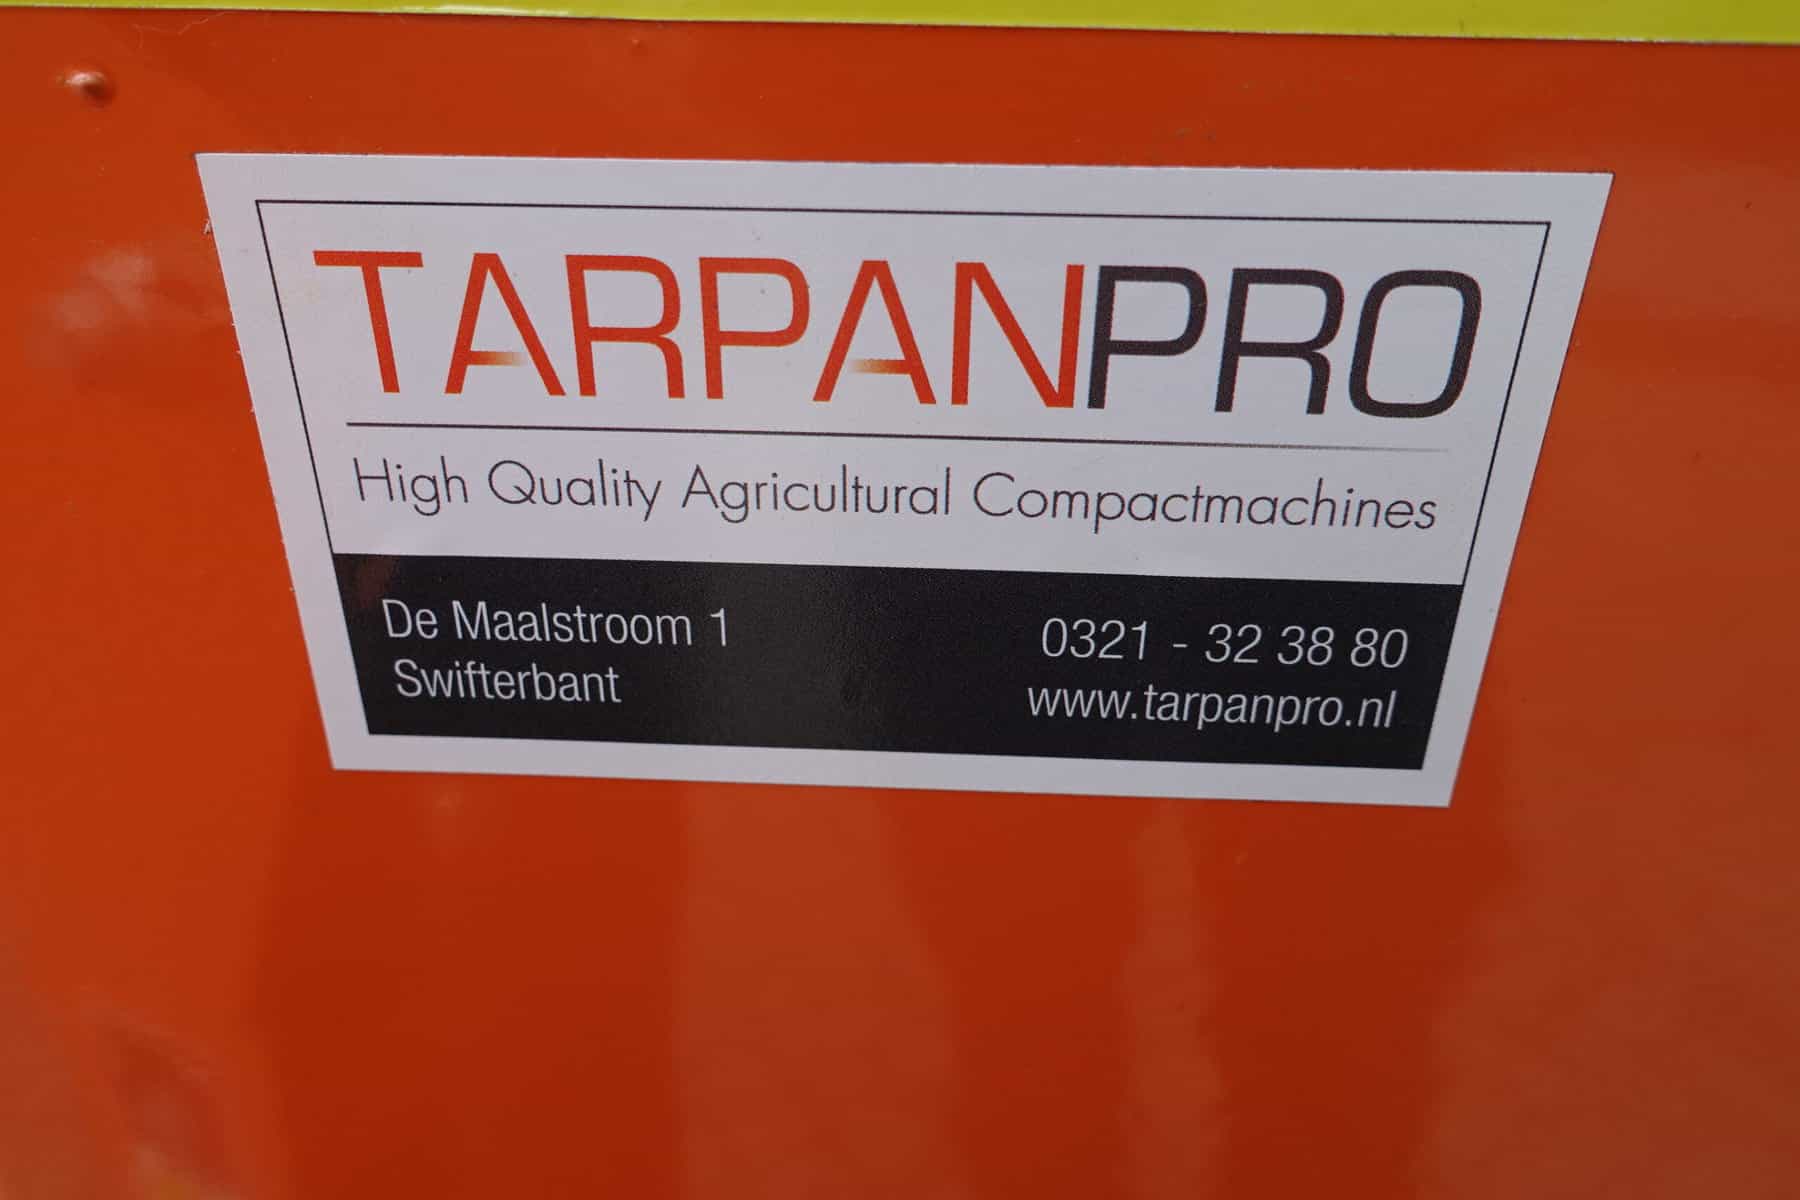 TARPANPRO
High Quality Agricultural Compactmachines
De Maalstroom 1
Swifterbant
0321 - 32 38 80
www.tarpanpro.nl